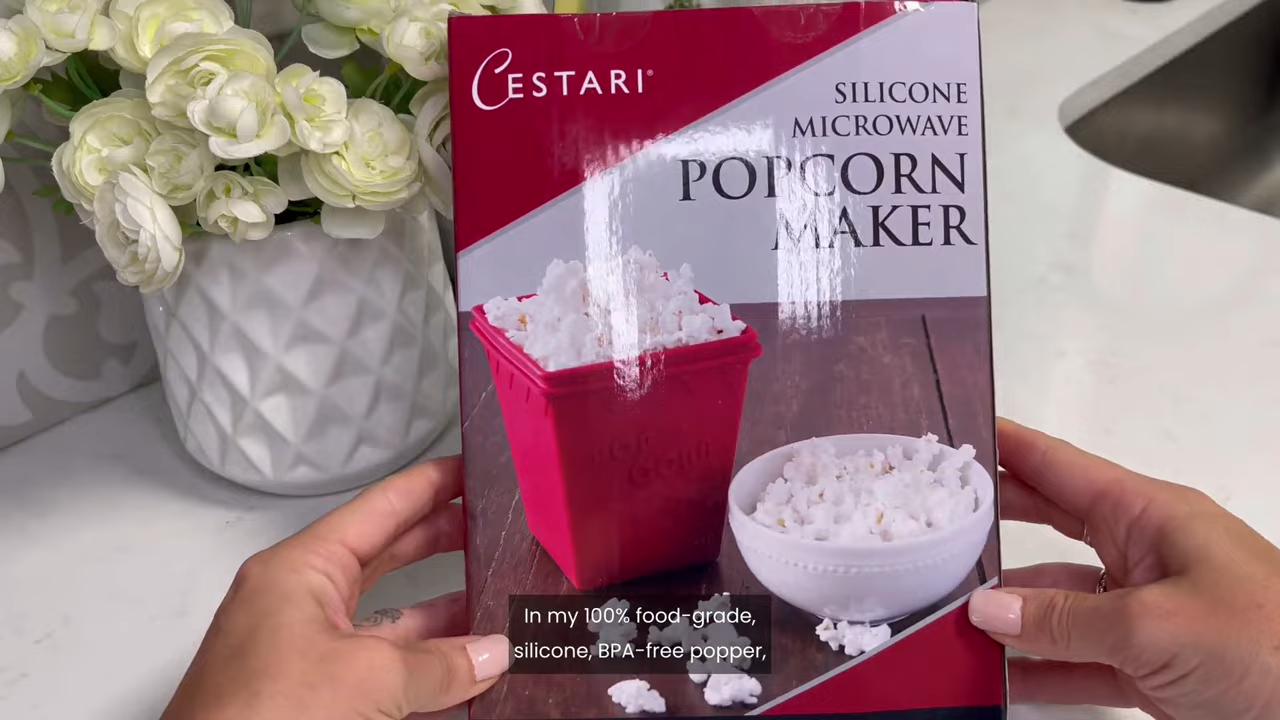 CESTARI®
SILICONE
MICROWAVE
POPCORN
MAKER
In my 100% food-grade,
silicone, BPA-free popper,